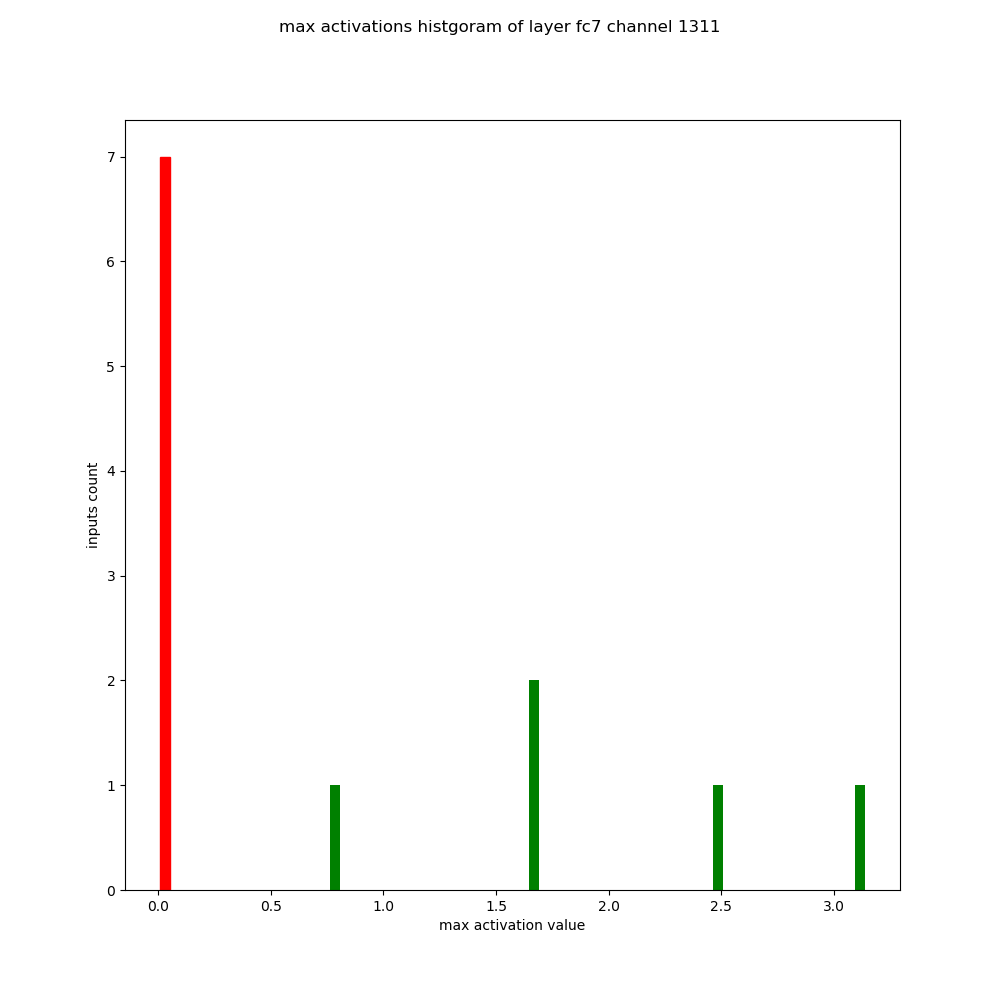 max activations histgoram of layer fc7 channel 1311
7
6
5
4
3
2
1
0
inputs count
0.0 0.5 1.0 1.5 2.0 2.5 3.0
max activation value